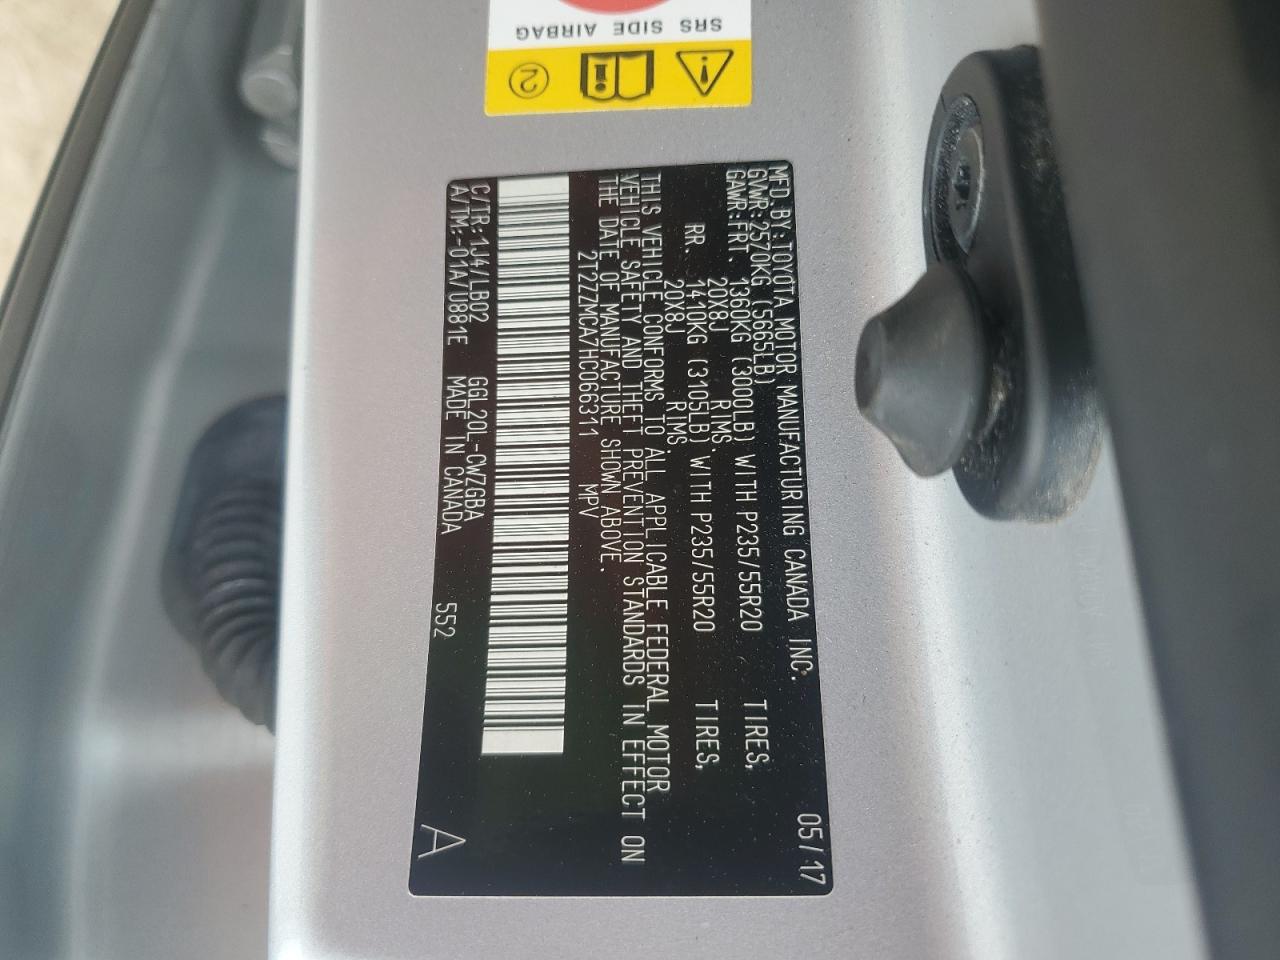 SRS SIDE AIRBAG
2
MFD.BY:TOYOTA MOTOR MANUFACTURING CANADA INC. 05/17
GVWR:2570KG (5665LB)
GAWR:FRT. 1360KG (3000LB) WITH P235/55R20 TIRES,
20X8J RIMS
RR. 1410KG (3105LB) WITH P235/55R20 TIRES,
20X8J RIMS
THIS VEHICLE CONFORMS TO ALL APPLICABLE FEDERAL MOTOR
VEHICLE SAFETY AND THEFT PREVENTION STANDARDS IN EFFECT ON
THE DATE OF MANUFACTURE SHOWN ABOVE.
2T2ZZMCA7HC066311 MPV
C/TR:1J4/LB02 GGL20L-CWZGBA
A/TM:-01A/U881E MADE IN CANADA 552 A